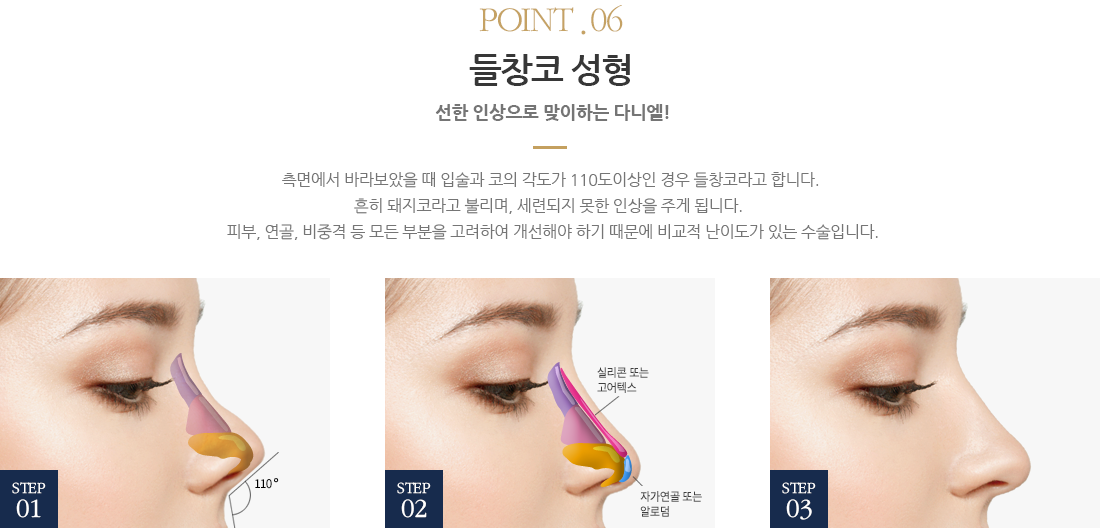 POINT . 06
들창코 성형
선한 인상으로 맞이하는 다니엘!
측면에서 바라보았을 때 입술과 코의 각도가 110도이상인 경우 들창코라고 합니다.
흔히 돼지코라고 불리며, 세련되지 못한 인상을 주게 됩니다.
피부, 연골, 비중격 등 모든 부분을 고려하여 개선해야 하기 때문에 비교적 난이도가 있는 수술입니다.
110°
STEP
01
실리콘 또는
고어텍스
자가연골 또는
알로덤
STEP
02
STEP
03